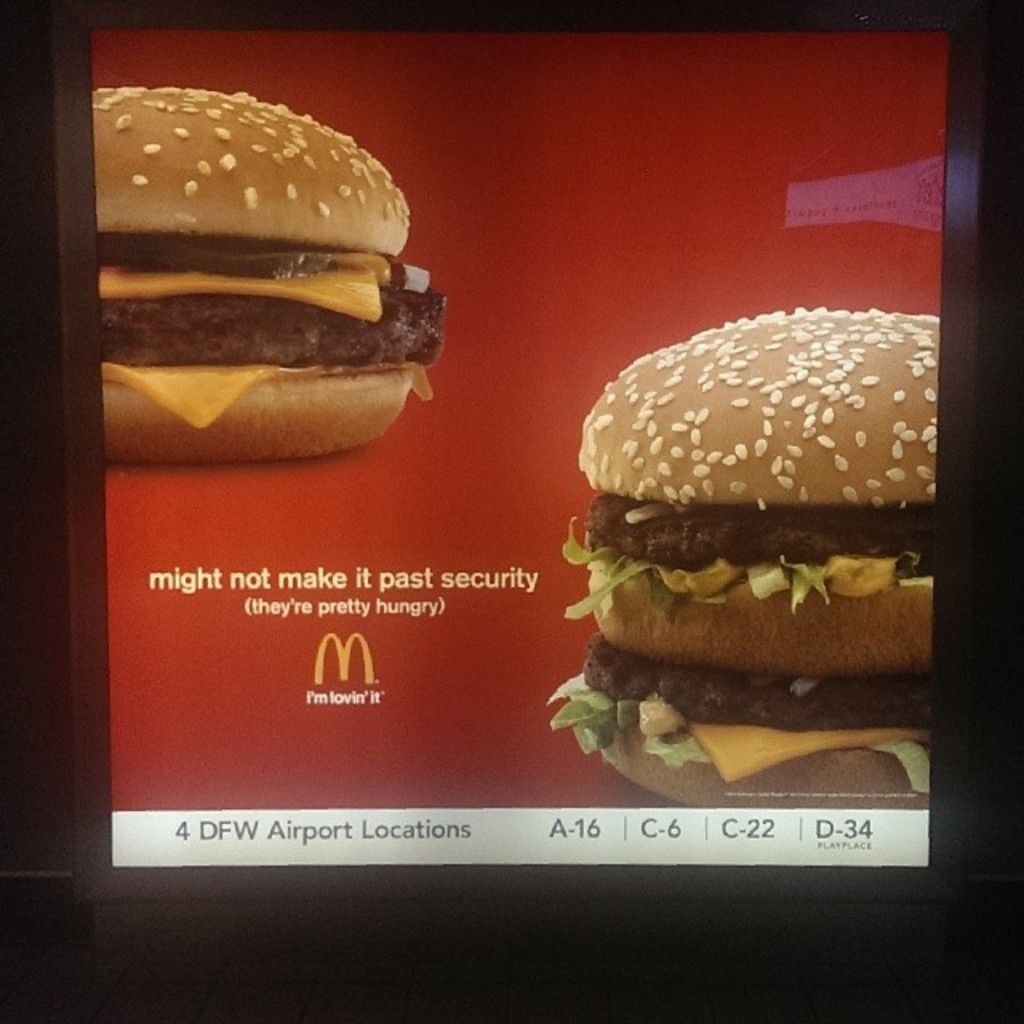 might not make it past security
(they're pretty hungry)
i'm lovin' it
4 DFW Airport Locations A-16 | C-6 | C-22 | D-34
PLAYPLACE